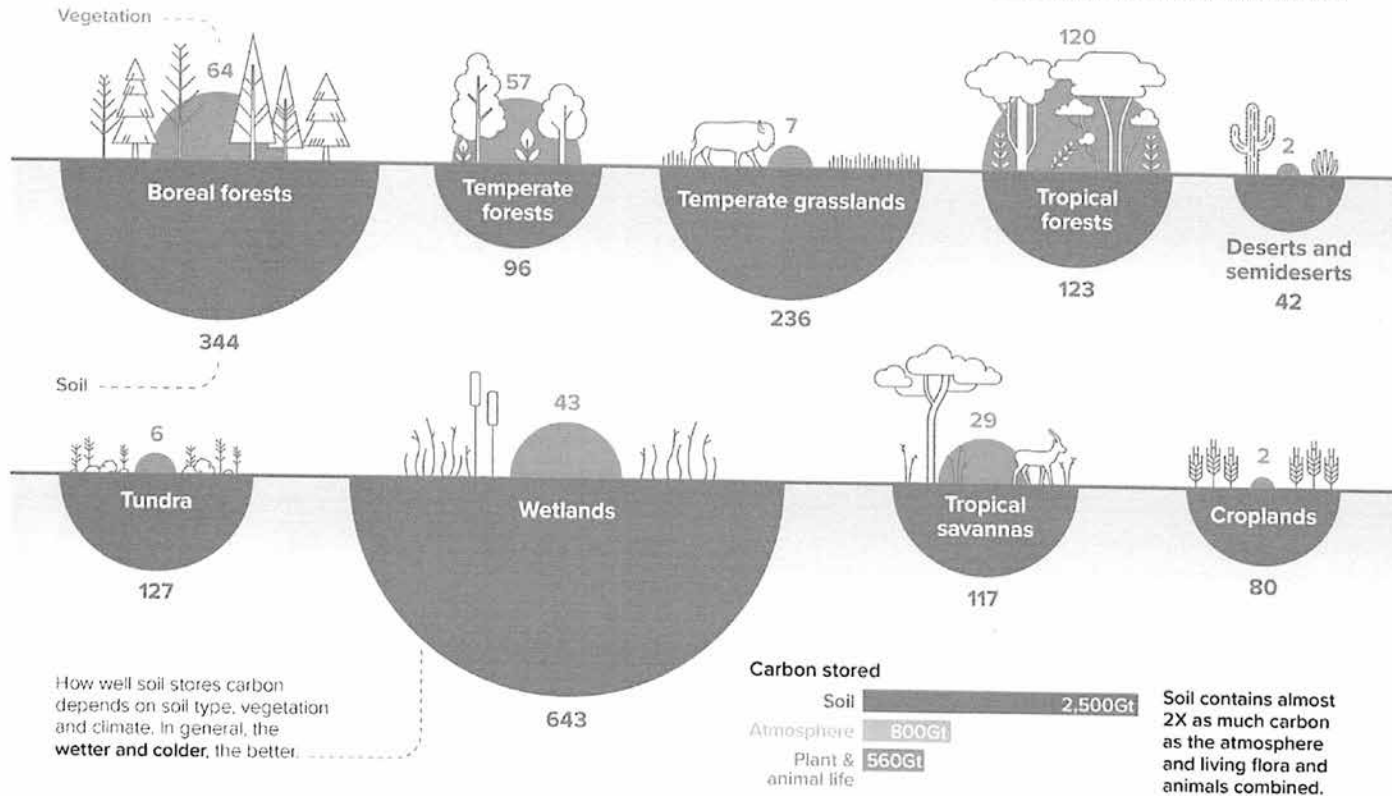 Vegetation
64
57
7
120
2
Boreal forests
Temperate
forests
Temperate grasslands
Tropical
forests
Deserts and
semideserts
344
96
236
123
42
Soil
6
43
29
2
Tundra
Wetlands
Tropical
savannas
Croplands
127
643
117
80
How well soil stores carbon
depends on soil type, vegetation
and climate. In general, the
wetter and colder, the better.
Carbon stored
Soil
2,500Gt
Atmosphere
800Gt
Plant &
animal life
560Gt
Soil contains almost
2X as much carbon
as the atmosphere
and living flora and
animals combined.